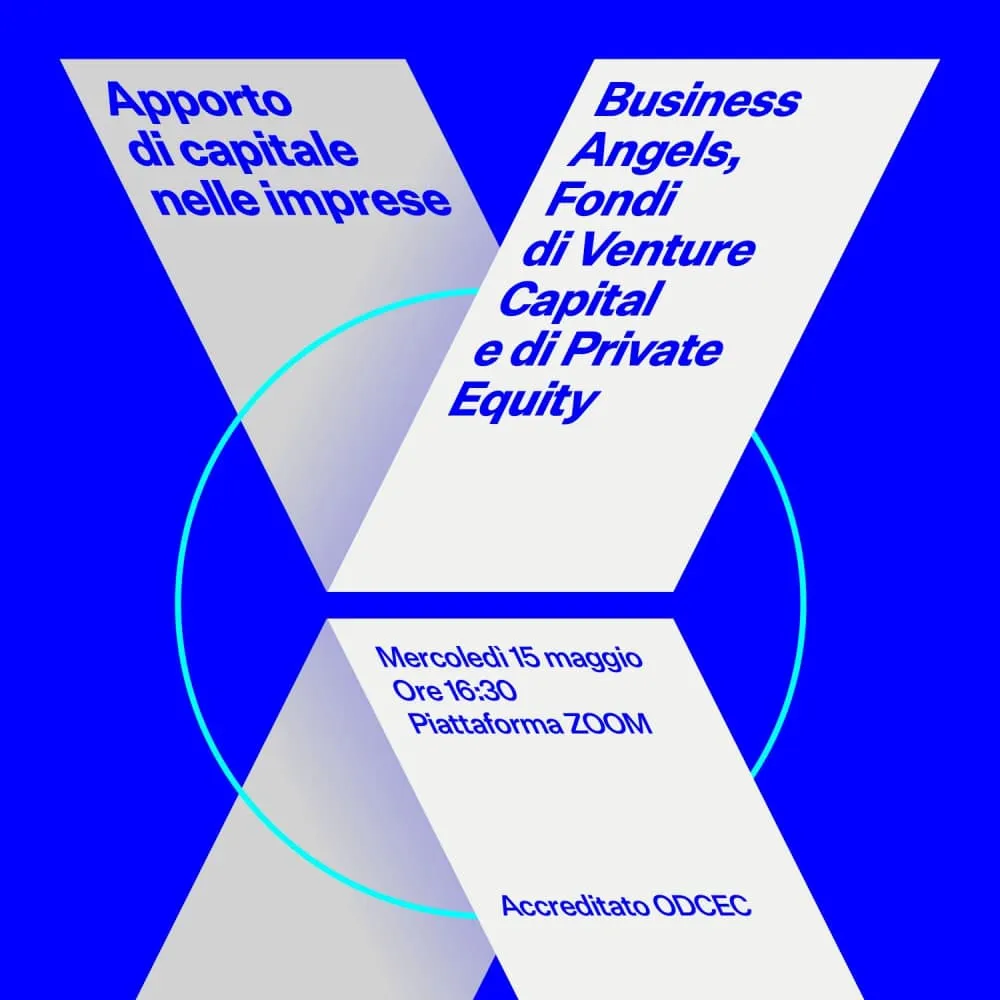 Apporto
di capitale
nelle imprese
Business
Angels,
Fondi
di Venture
Capital
e di Private
Equity
Mercoledì 15 maggio
Ore 16:30
Piattaforma ZOOM
Accreditato ODCEC